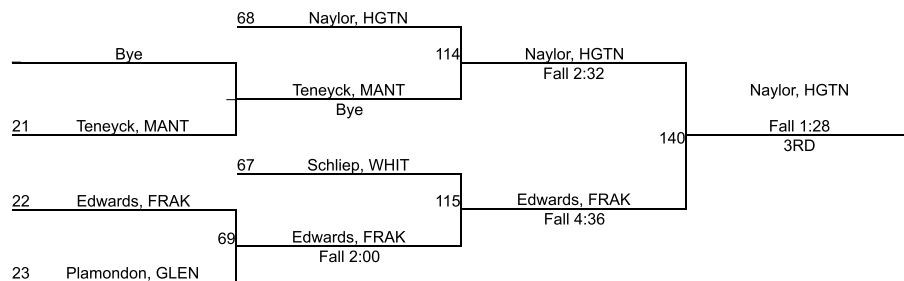 68 Naylor, HGTN
114
Bye
Naylor, HGTN
Fall 2:32
Teneyck, MANT
Bye
Naylor, HGTN
21 Teneyck, MANT
140
Fall 1:28
3RD
67 Schliep, WHIT
22 Edwards, FRAK
115
Edwards, FRAK
Fall 4:36
69
Edwards, FRAK
Fall 2:00
23 Plamondon, GLEN